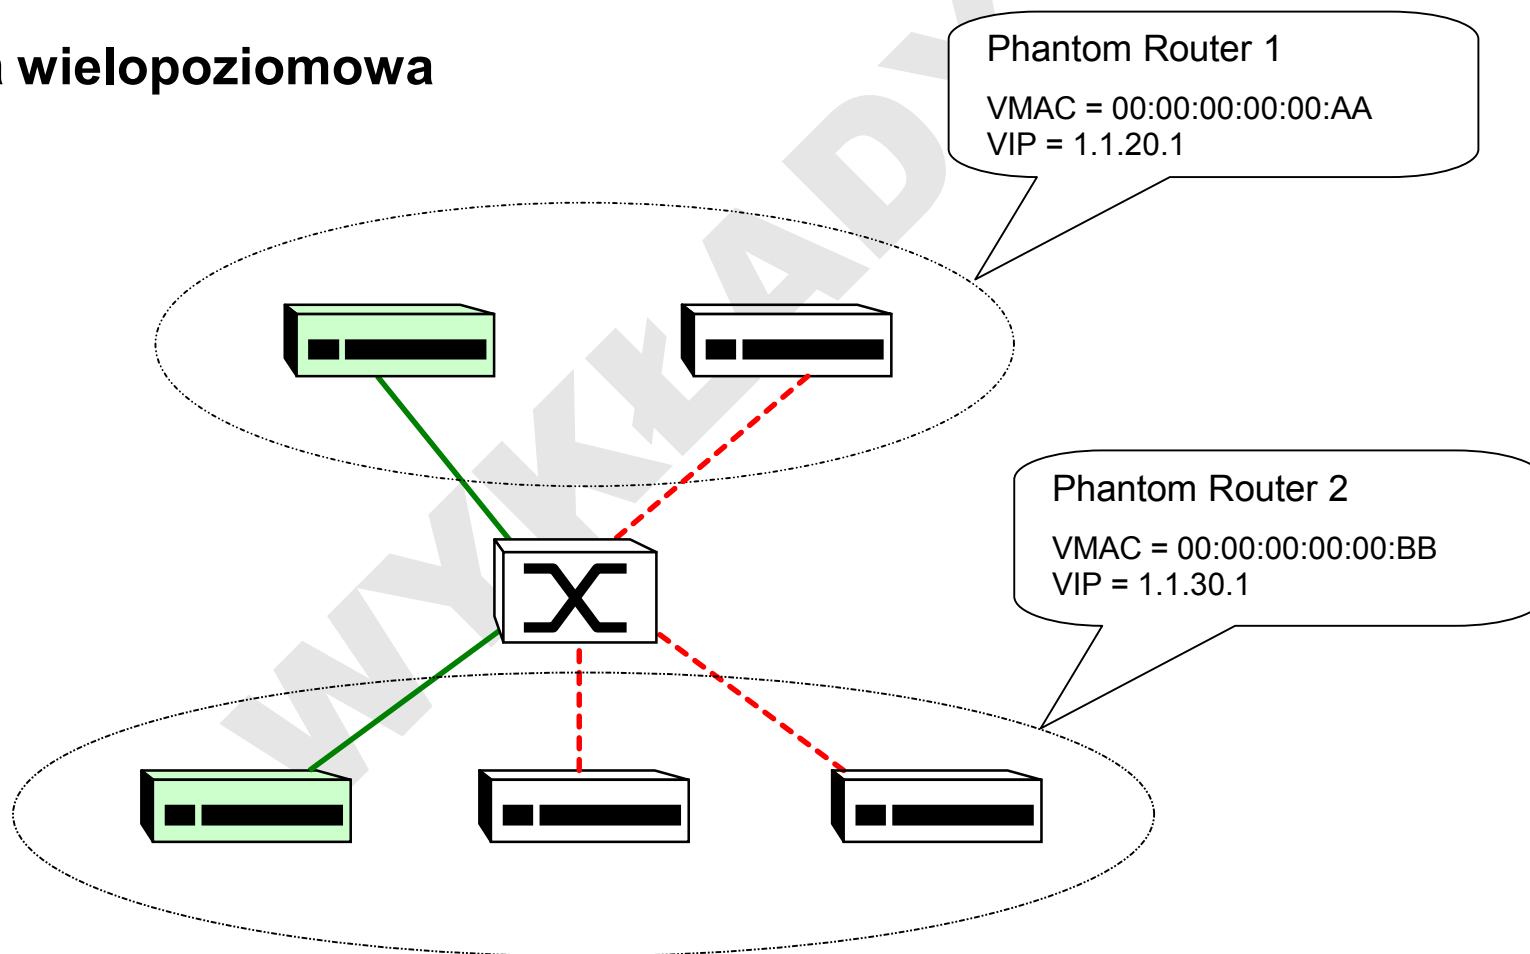 a wielopoziomowa
Phantom Router 1
VMAC = 00:00:00:00:00:AA
VIP = 1.1.20.1
Phantom Router 2
VMAC = 00:00:00:00:00:BB
VIP = 1.1.30.1
WYKŁADY